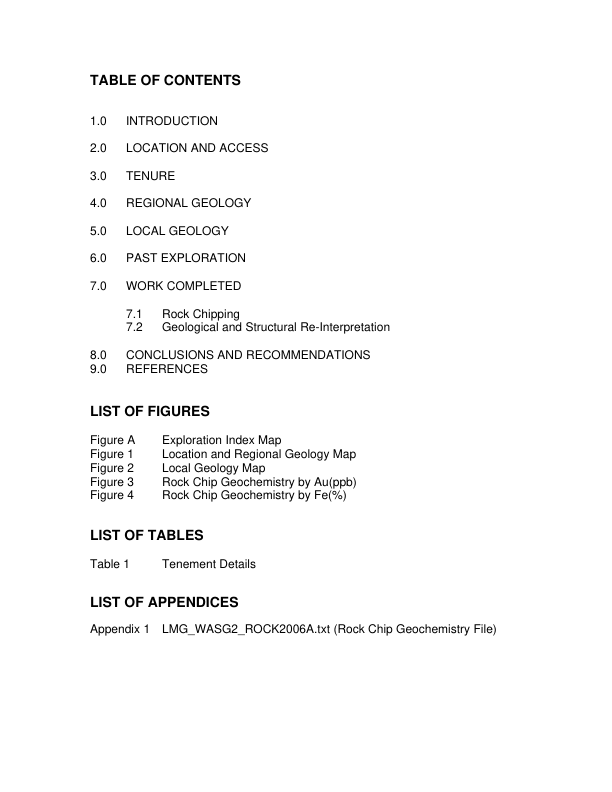 TABLE OF CONTENTS
1.0 INTRODUCTION
2.0 LOCATION AND ACCESS
3.0 TENURE
4.0 REGIONAL GEOLOGY
5.0 LOCAL GEOLOGY
6.0 PAST EXPLORATION
7.0 WORK COMPLETED
7.1 Rock Chipping
7.2 Geological and Structural Re-Interpretation
8.0 CONCLUSIONS AND RECOMMENDATIONS
9.0 REFERENCES
LIST OF FIGURES
Figure A Exploration Index Map
Figure 1 Location and Regional Geology Map
Figure 2 Local Geology Map
Figure 3 Rock Chip Geochemistry by Au(ppb)
Figure 4 Rock Chip Geochemistry by Fe(%)
LIST OF TABLES
Table 1 Tenement Details
LIST OF APPENDICES
Appendix 1 LMG_WASG2_ROCK2006A.txt (Rock Chip Geochemistry File)